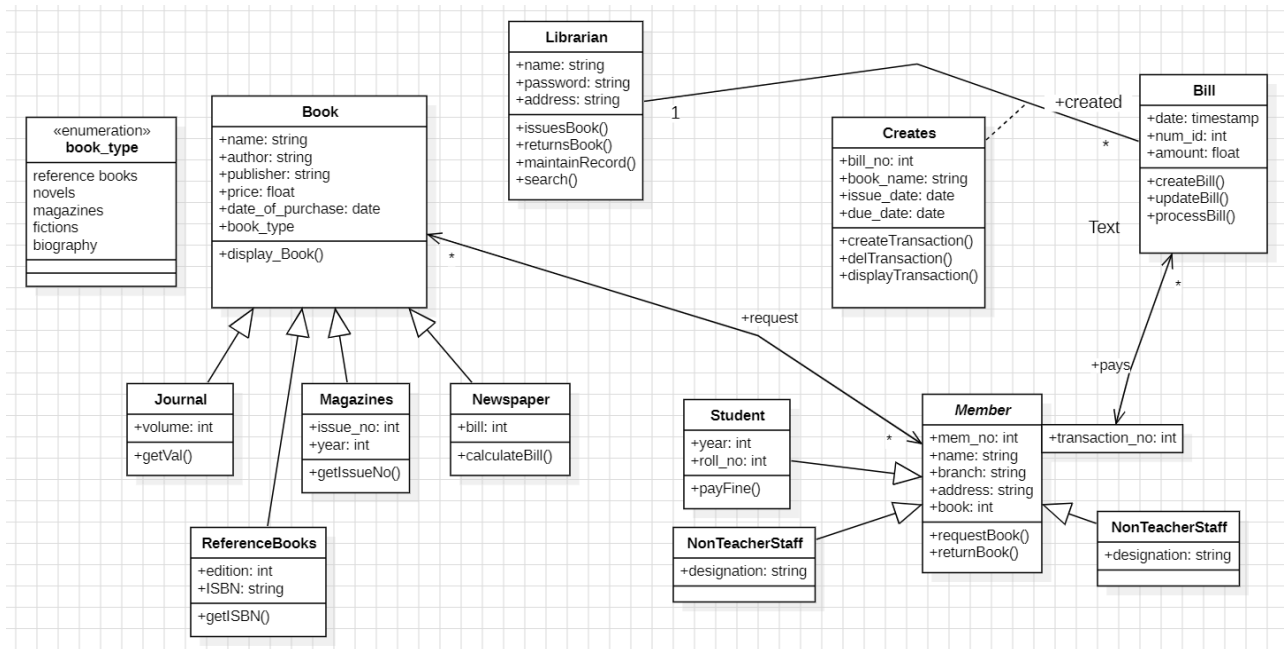 Librarian
+name: string
+password: string
+address: string
+issuesBook()
+returnsBook()
+maintainRecord()
+search()
1
+created
*
Bill
+date: timestamp
+num_id: int
+amount: float
+createBill()
+updateBill()
+processBill()
Book
+name: string
+author: string
+publisher: string
+price: float
+date_of_purchase: date
+book_type
+display_Book()
«enumeration»
book_type
reference books
novels
magazines
fictions
biography
Creates
+bill_no: int
+book_name: string
+issue_date: date
+due_date: date
+createTransaction()
+delTransaction()
+displayTransaction()
Text
*
*
+request
+pays
*
Journal
+volume: int
+getVal()
Magazines
+issue_no: int
+year: int
+getIssueNo()
Newspaper
+bill: int
+calculateBill()
Student
+year: int
+roll_no: int
+payFine()
Member
+mem_no: int
+name: string
+branch: string
+address: string
+book: int
+requestBook()
+returnBook()
+transaction_no: int
ReferenceBooks
+edition: int
+ISBN: string
+getISBN()
NonTeacherStaff
+designation: string
NonTeacherStaff
+designation: string